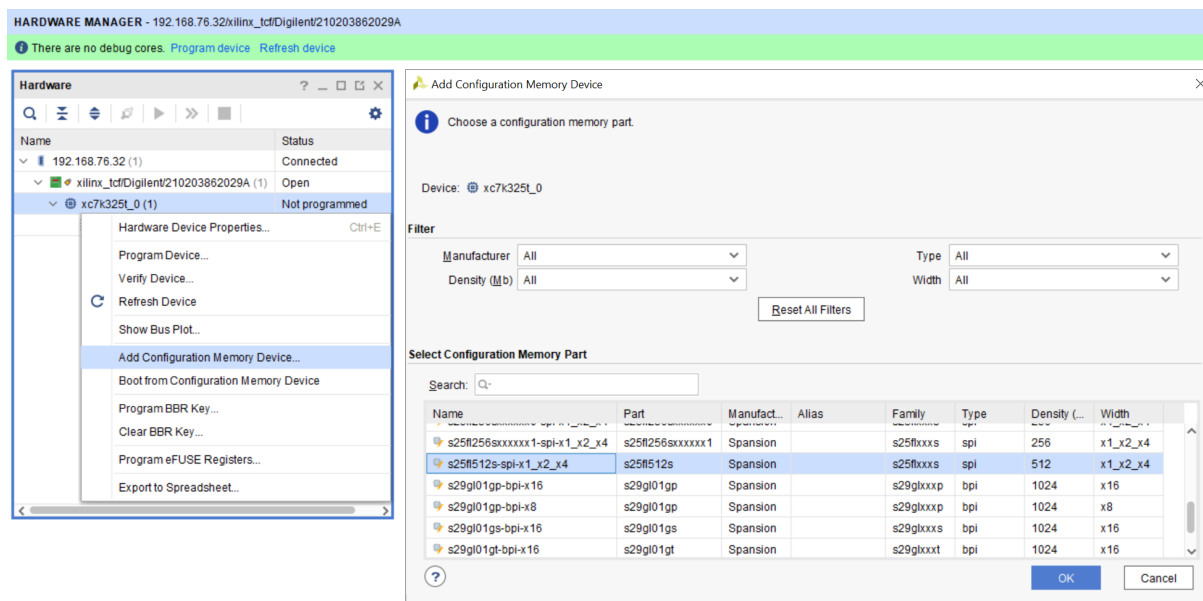 HARDWARE MANAGER - 192.168.76.32/xilinx_tcf/Digilent/210203862029A
There are no debug cores. Program device Refresh device
Hardware
Name Status
192.168.76.32 (1) Connected
xilinx_tcf/Digilent/210203862029A (1) Open
xc7k325t_0 (1) Not programmed
Hardware Device Properties... Ctrl+E
Program Device...
Verify Device...
Refresh Device
Show Bus Plot...
Add Configuration Memory Device...
Boot from Configuration Memory Device
Program BBR Key...
Clear BBR Key...
Program eFUSE Registers...
Export to Spreadsheet...
Add Configuration Memory Device
Choose a configuration memory part.
Device: xc7k325t_0
Filter
Manufacturer All Type All
Density (Mb) All Width All
Reset All Filters
Select Configuration Memory Part
Search:
Name Part Manufact... Alias Family Type Density (... Width
s25fl256sxxxxxx1-spi-x1_x2_x4 s25fl256sxxxxxx1 Spansion s25flxxxs spi 256 x1_x2_x4
s25fl512s-spi-x1_x2_x4 s25fl512s Spansion s25flxxxs spi 512 x1_x2_x4
s29gl01gp-bpi-x16 s29gl01gp Spansion s29glxxxp bpi 1024 x16
s29gl01gp-bpi-x8 s29gl01gp Spansion s29glxxxp bpi 1024 x8
s29gl01gs-bpi-x16 s29gl01gs Spansion s29glxxxs bpi 1024 x16
s29gl01gt-bpi-x16 s29gl01gt Spansion s29glxxxt bpi 1024 x16
OK Cancel